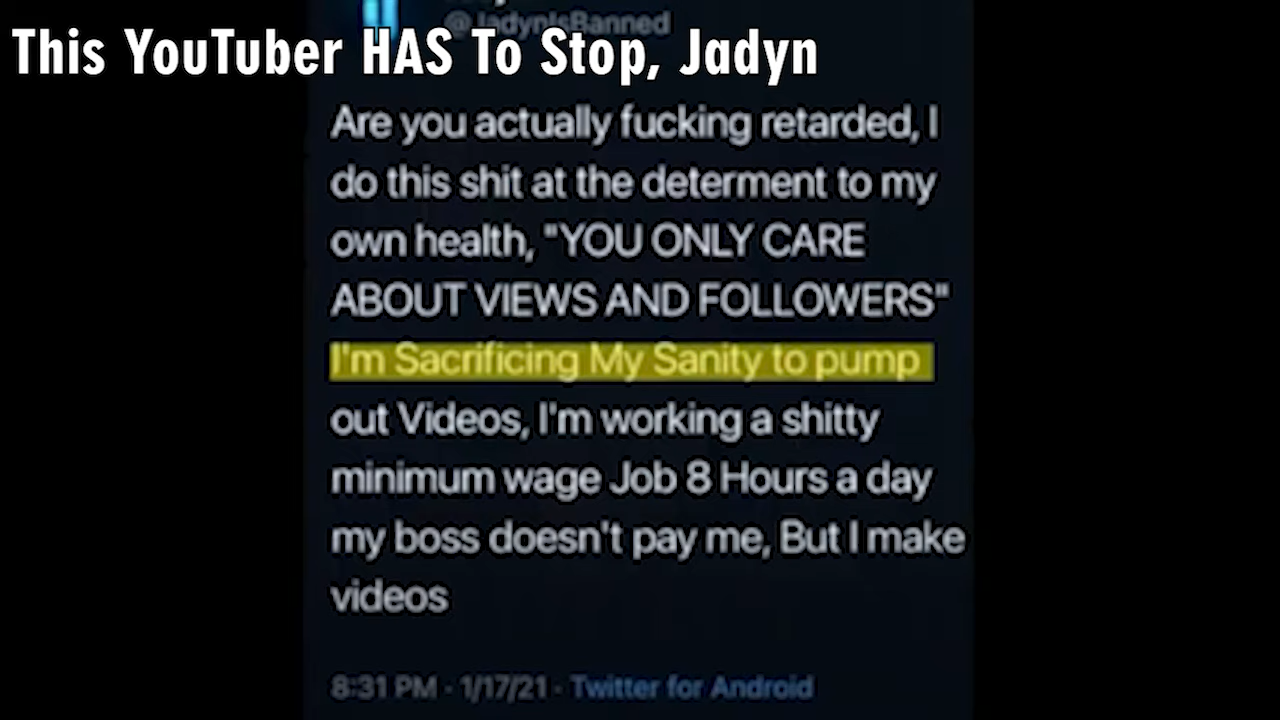 @JadynIsBanned
This YouTuber HAS To Stop, Jadyn
Are you actually fucking retarded, I
do this shit at the determent to my
own health, "YOU ONLY CARE
ABOUT VIEWS AND FOLLOWERS"
I'm Sacrificing My Sanity to pump
out Videos, I'm working a shitty
minimum wage Job 8 Hours a day
my boss doesn't pay me, But I make
videos
8:31 PM · 1/17/21 · Twitter for Android